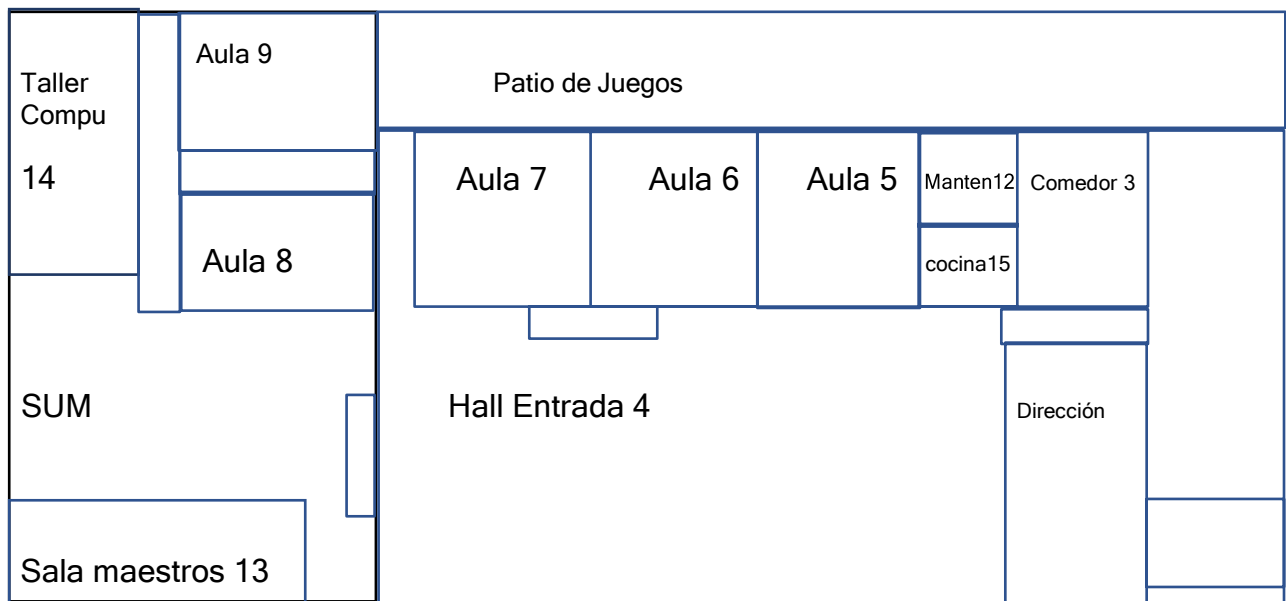 Aula 9
Taller
Compu
14
Patio de Juegos
Aula 7
Aula 6
Aula 5
Manten12
Comedor 3
Aula 8
cocina15
SUM
Hall Entrada 4
Dirección
Sala maestros 13